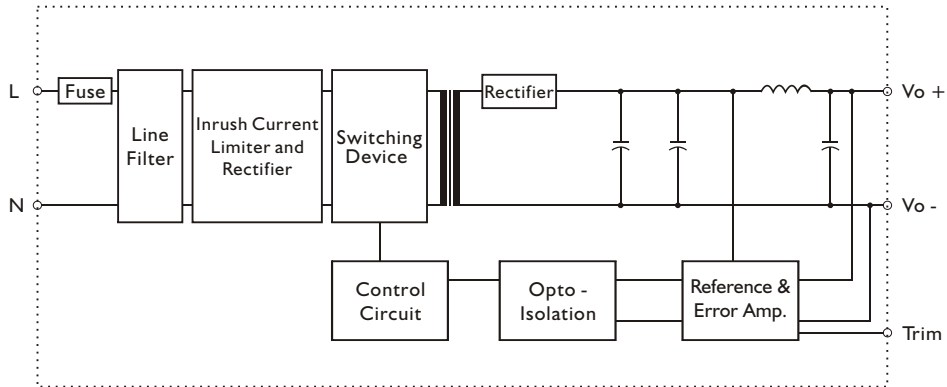 L
Fuse
Line
Filter
Inrush Current
Limiter and
Rectifier
Switching
Device
Rectifier
Vo +
N
Vo -
Control
Circuit
Opto -
Isolation
Reference &
Error Amp.
Trim